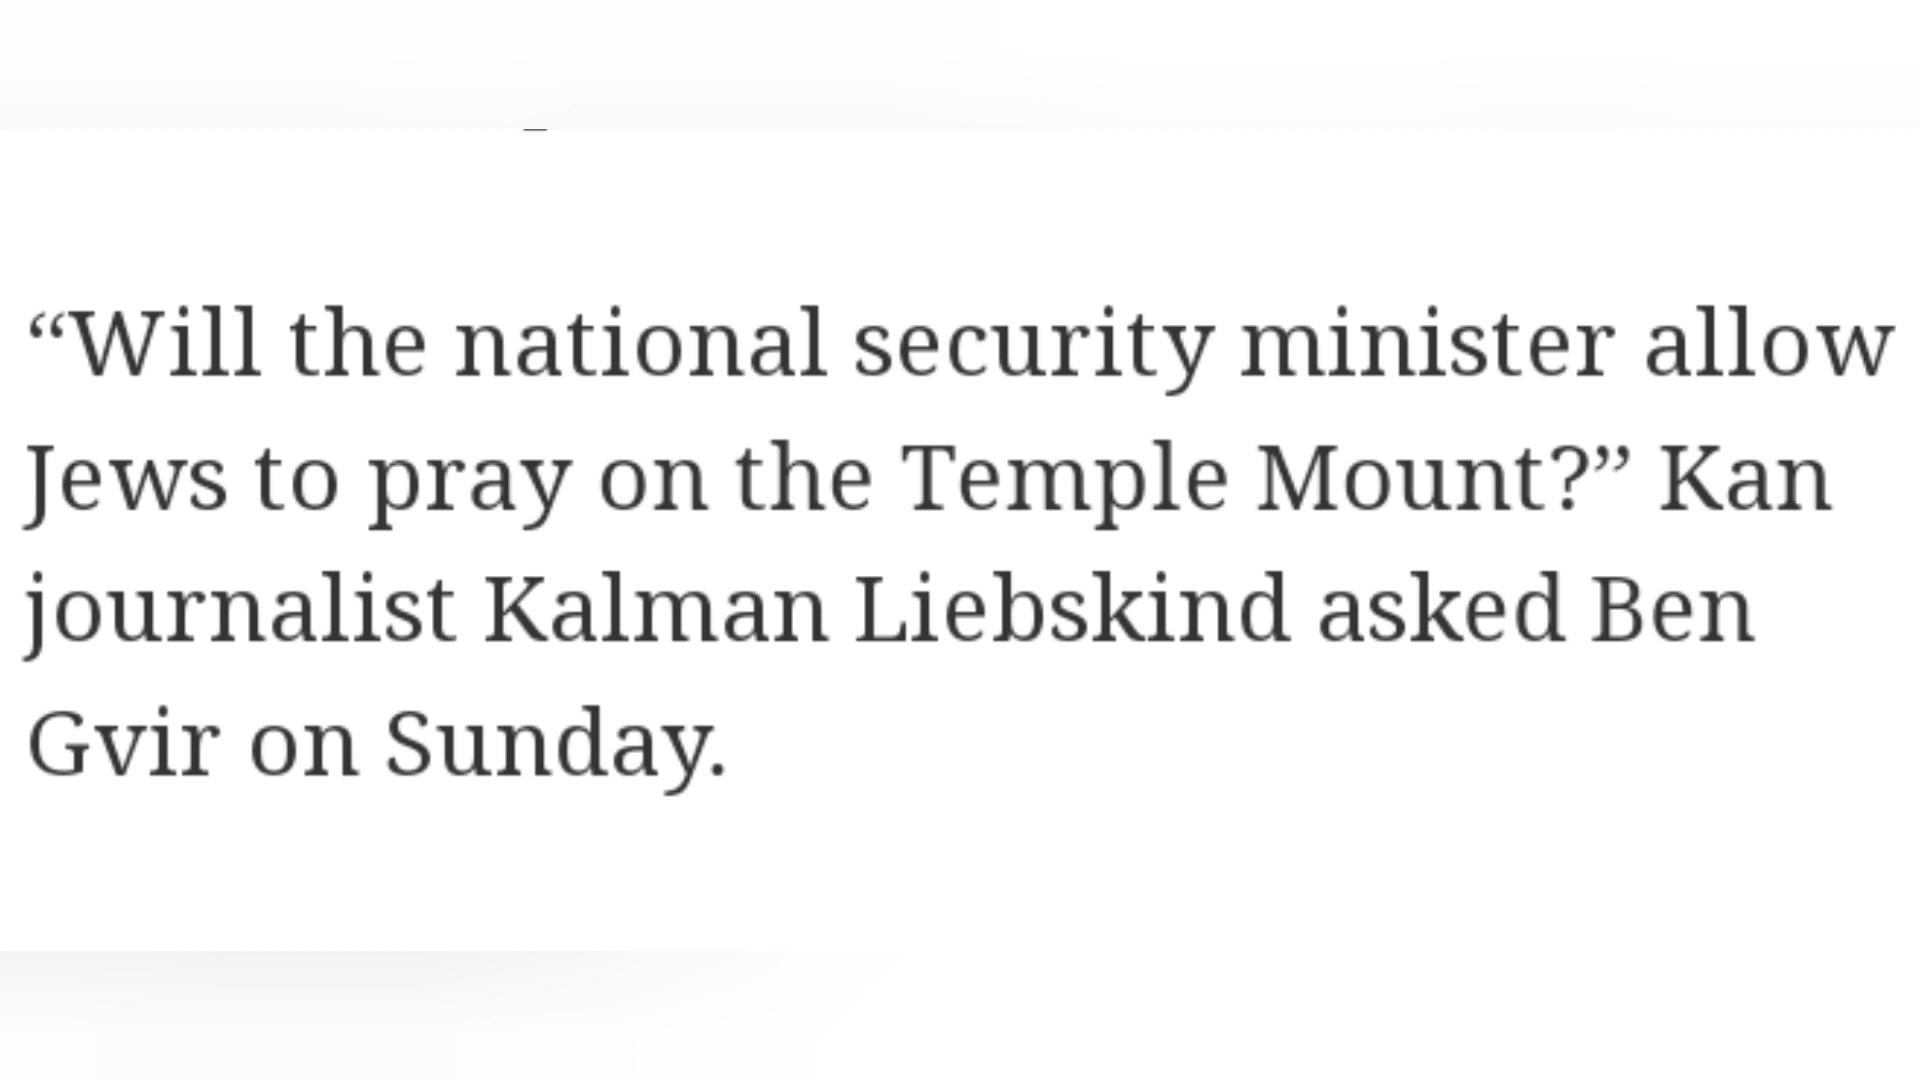 “Will the national security minister allow
Jews to pray on the Temple Mount?” Kan
journalist Kalman Liebskind asked Ben
Gvir on Sunday.